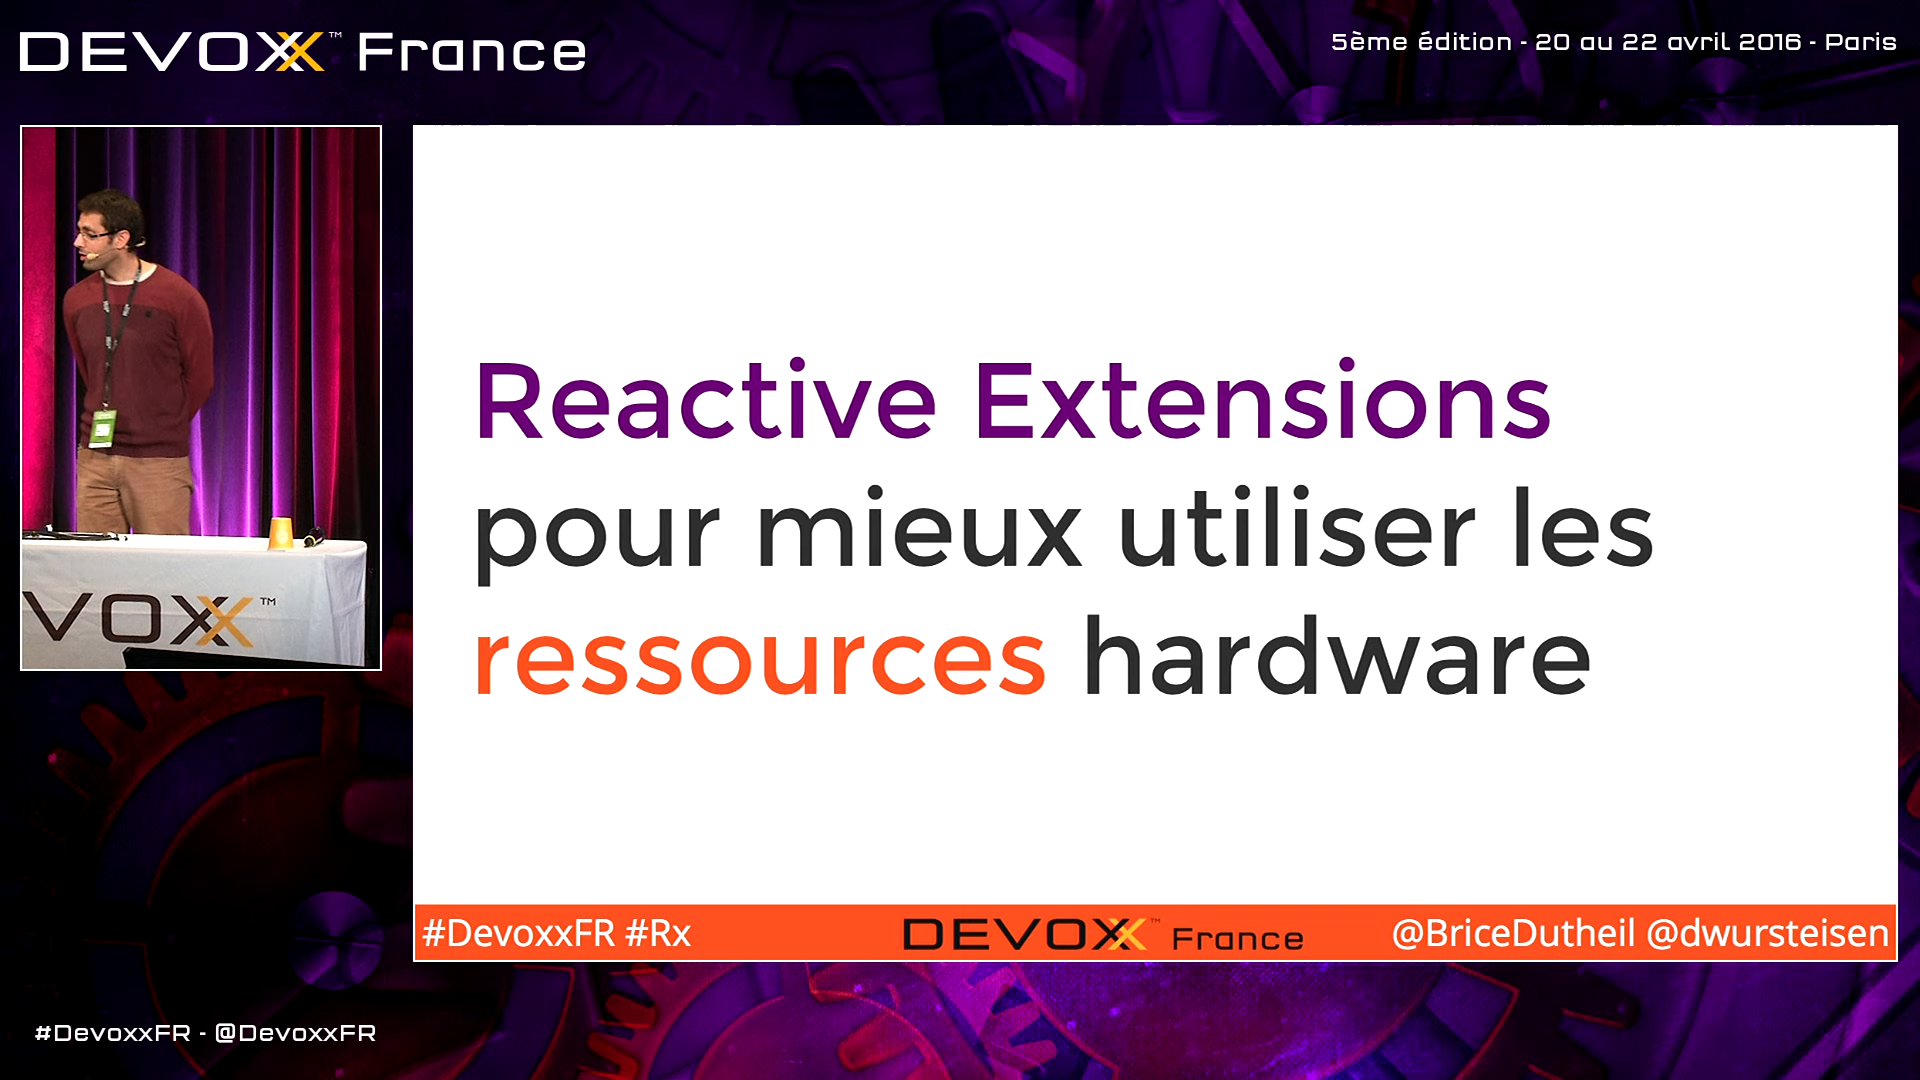 DEVOXX™ France
5ème édition - 20 au 22 avril 2016 - Paris
VOXX™
Reactive Extensions
pour mieux utiliser les
ressources hardware
#DevoxxFR #Rx
DEVOXX™ France
@BriceDutheil @dwursteisen
#DevoxxFR - @DevoxxFR